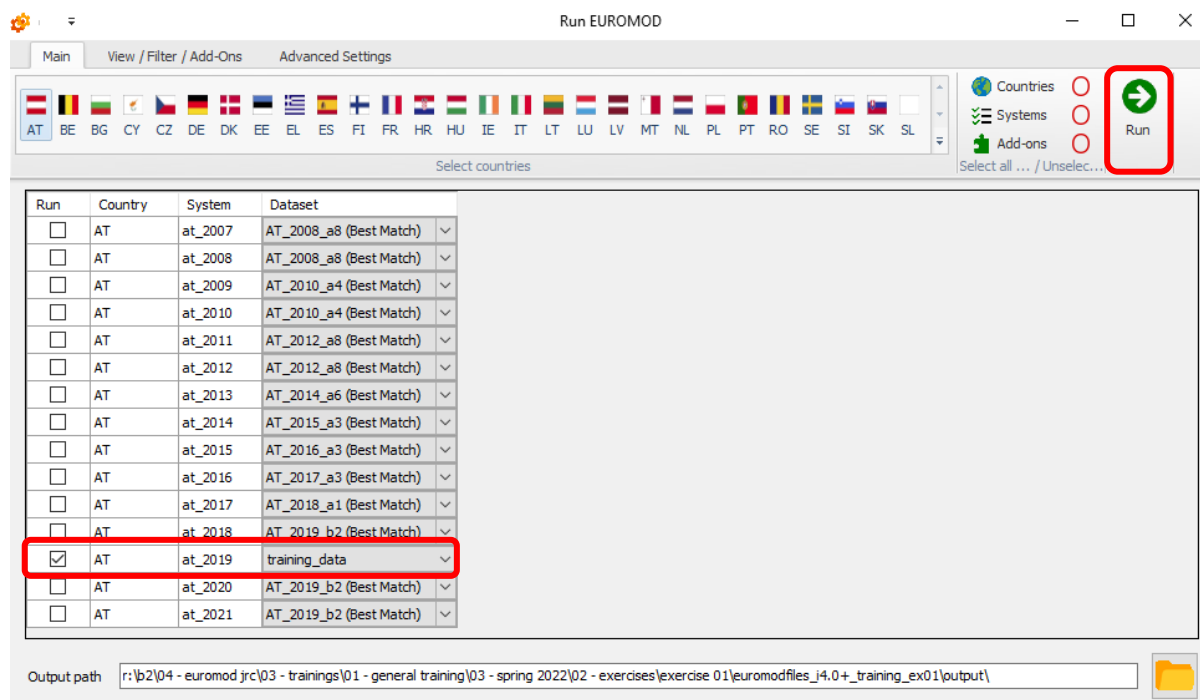 Run EUROMOD
Main View / Filter / Add-Ons Advanced Settings
AT BE BG CY CZ DE DK EE EL ES FI FR HR HU IE IT LT LU LV MT NL PL PT RO SE SI SK SL
Select countries
Countries
Systems
Add-ons
Select all ... / Unselec...
Run
Run Country System Dataset
AT at_2007 AT_2008_a8 (Best Match)
AT at_2008 AT_2008_a8 (Best Match)
AT at_2009 AT_2010_a4 (Best Match)
AT at_2010 AT_2010_a4 (Best Match)
AT at_2011 AT_2012_a8 (Best Match)
AT at_2012 AT_2012_a8 (Best Match)
AT at_2013 AT_2014_a6 (Best Match)
AT at_2014 AT_2015_a3 (Best Match)
AT at_2015 AT_2016_a3 (Best Match)
AT at_2016 AT_2017_a3 (Best Match)
AT at_2017 AT_2018_a1 (Best Match)
AT at_2018 AT_2019_b2 (Best Match)
AT at_2019 training_data
AT at_2020 AT_2019_b2 (Best Match)
AT at_2021 AT_2019_b2 (Best Match)
Output path r:\b2\04 - euromod jrc\03 - trainings\01 - general training\03 - spring 2022\02 - exercises\exercise 01\euromodfiles_i4.0+_training_ex01\output\